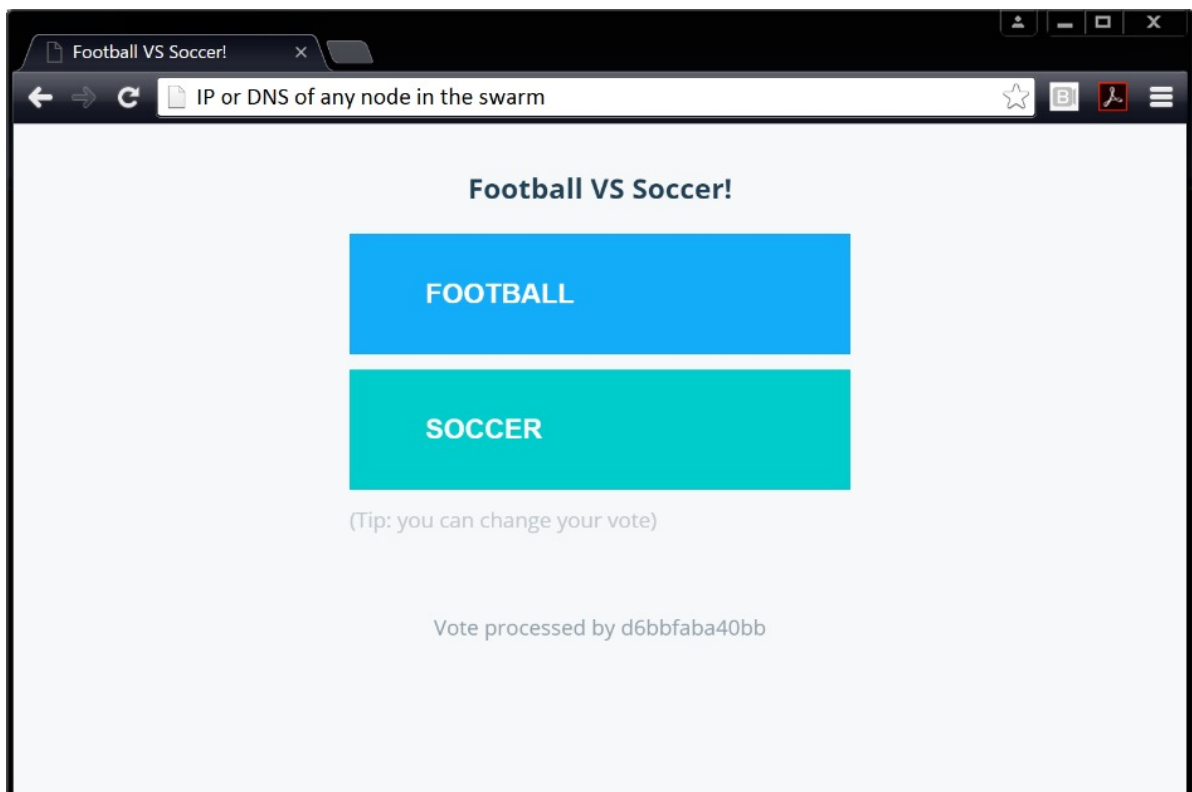 Football VS Soccer!
IP or DNS of any node in the swarm
Football VS Soccer!
FOOTBALL
SOCCER
(Tip: you can change your vote)
Vote processed by d6bbfaba40bb